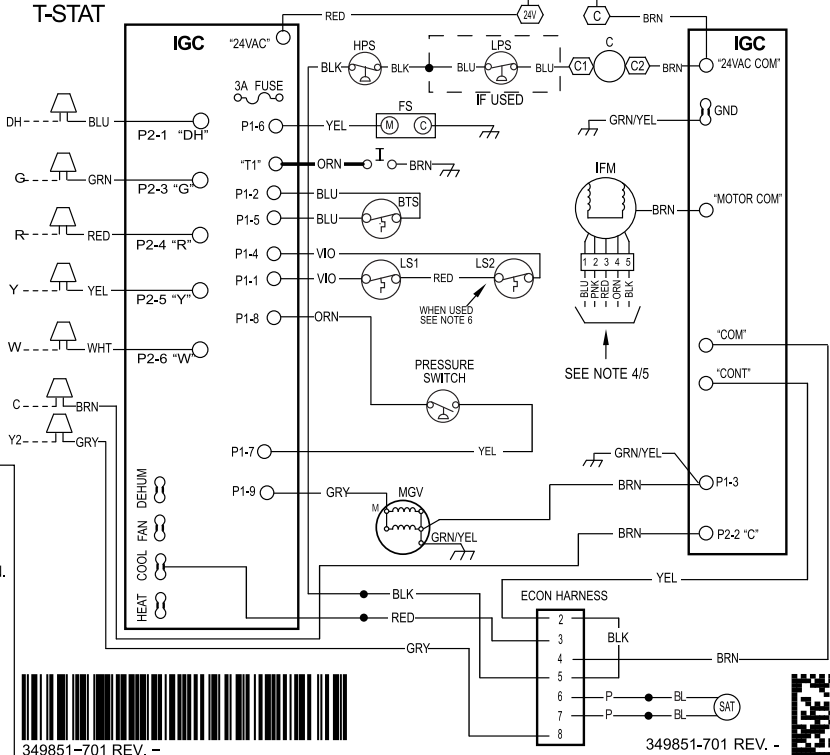 T-STAT
IGC
"24VAC"
RED
24V
C
BRN
3A FUSE
HPS
BLK
BLK
BLU
LPS
BLU
IF USED
C1
C
C2
BRN
IGC
"24VAC COM"
GRN/YEL
GND
DH
BLU
P2-1 "DH"
P1-6
YEL
FS
M
C
"T1"
ORN
I
BRN
G
GRN
P2-3 "G"
P1-2
BLU
BTS
P1-5
BLU
IFM
BRN
"MOTOR COM"
1 2 3 4 5
BLU
PNK
RED
ORN
BLK
SEE NOTE 4/5
R
RED
P2-4 "R"
P1-4
VIO
P1-1
VIO
LS1
RED
LS2
WHEN USED
SEE NOTE 6
Y
YEL
P2-5 "Y"
P1-8
ORN
W
WHT
P2-6 "W"
PRESSURE
SWITCH
"COM"
"CONT"
C
BRN
Y2
GRY
P1-7
YEL
GRN/YEL
BRN
P1-3
P1-9
GRY
MGV
M
GRN/YEL
BRN
P2-2 "C"
DEHUM
FAN
COOL
HEAT
YEL
BLK
RED
GRY
ECON HARNESS
2
3
4
5
6
7
8
BLK
BRN
P
BL
P
BL
SAT
349851-701 REV. -
349851-701 REV. -